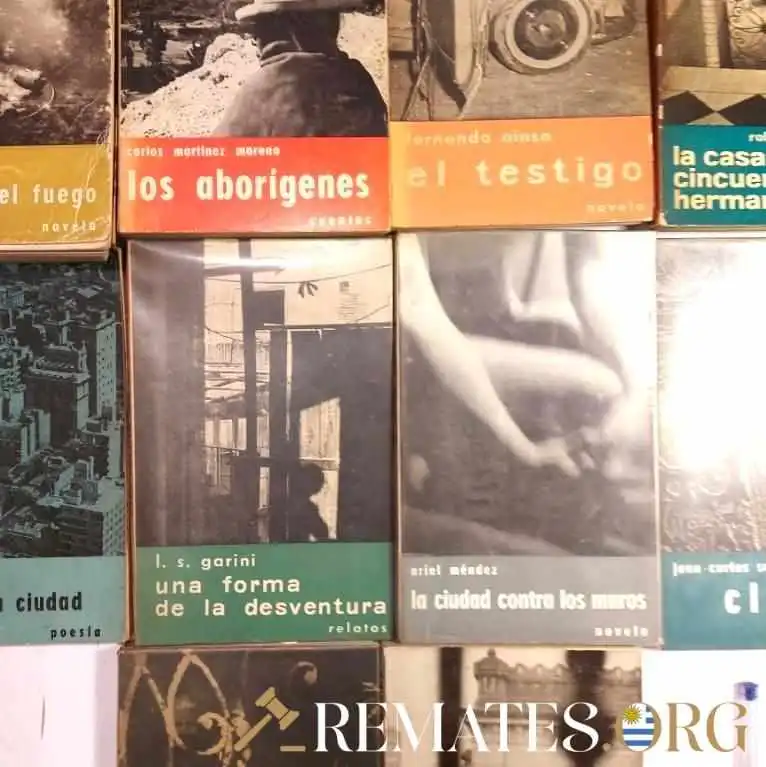 el fuego
novela
carlos martínez moreno
los aborígenes
cuentos
fernando ainsa
el testigo
novela
la casa
cincuen
herman
ciudad
poesía
l. s. garini
una forma
de la desventura
relatos
ariel méndez
la ciudad contra los muros
novela
juan-carlos
REMATES.ORG